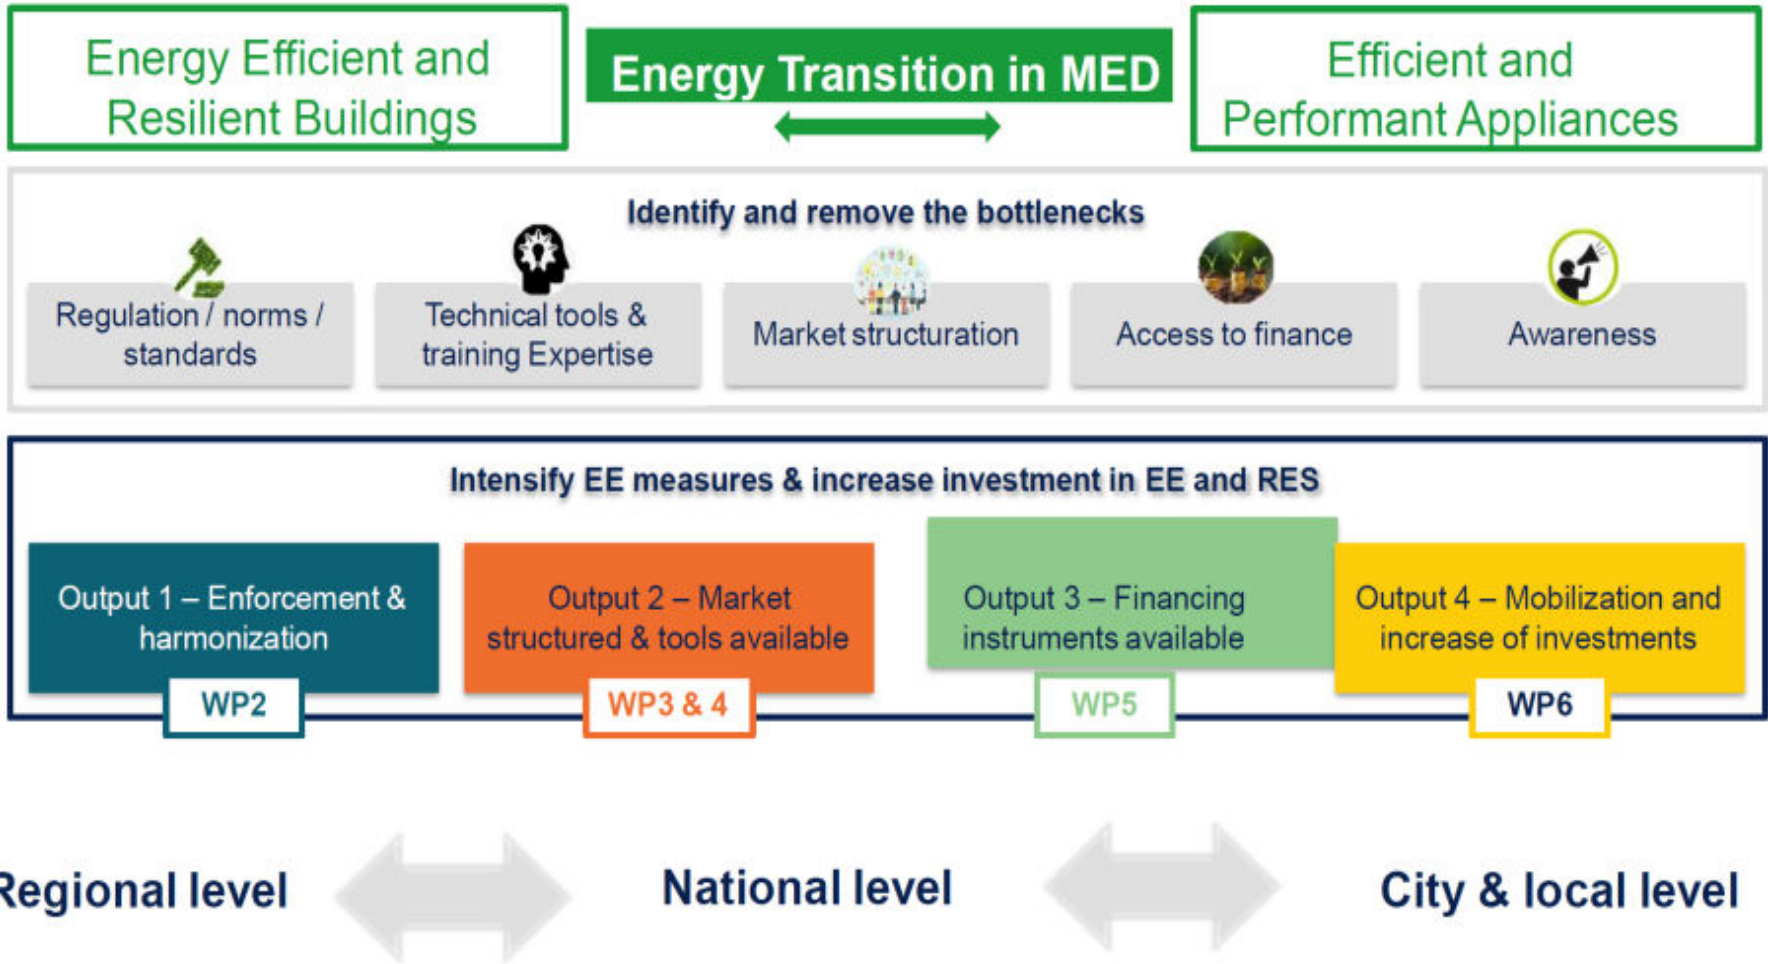 Energy Efficient and
Resilient Buildings
Energy Transition in MED
Efficient and
Performant Appliances
Identify and remove the bottlenecks
Regulation / norms /
standards
Technical tools &
training Expertise
Market structuration
Access to finance
Awareness
Intensify EE measures & increase investment in EE and RES
Output 1 – Enforcement &
harmonization
WP2
Output 2 – Market
structured & tools available
WP3 & 4
Output 3 – Financing
instruments available
WP5
Output 4 – Mobilization and
increase of investments
WP6
Regional level
National level
City & local level